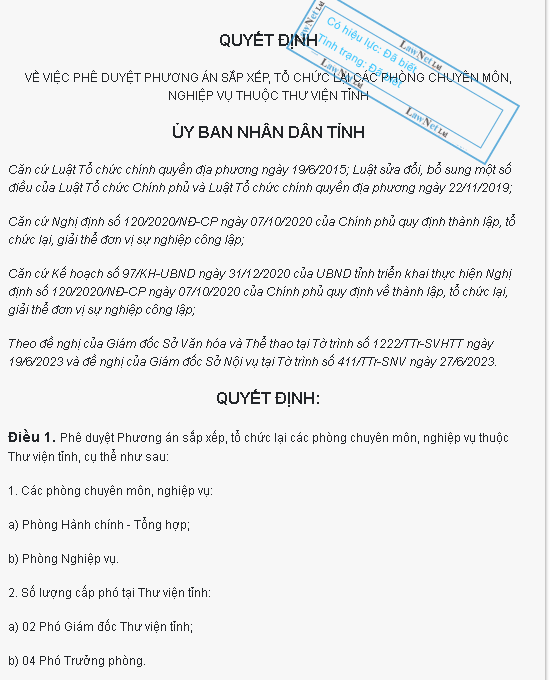 QUYẾT ĐỊNH
Có hiệu lực: Đã biết
Tình trạng: Đã biết
LawNet
LawNet
LawNet
LawNet
VỀ VIỆC PHÊ DUYỆT PHƯƠNG ÁN SẮP XẾP, TỔ CHỨC LẠI CÁC PHÒNG CHUYÊN MÔN,
NGHIỆP VỤ THUỘC THƯ VIỆN TỈNH
ỦY BAN NHÂN DÂN TỈNH
Căn cứ Luật Tổ chức chính quyền địa phương ngày 19/6/2015; Luật sửa đổi, bổ sung một số
điều của Luật Tổ chức Chính phủ và Luật Tổ chức chính quyền địa phương ngày 22/11/2019;
Căn cứ Nghị định số 120/2020/NĐ-CP ngày 07/10/2020 của Chính phủ quy định thành lập, tổ
chức lại, giải thể đơn vị sự nghiệp công lập;
Căn cứ Kế hoạch số 97/KH-UBND ngày 31/12/2020 của UBND tỉnh triển khai thực hiện Nghị
định số 120/2020/NĐ-CP ngày 07/10/2020 của Chính phủ quy định về thành lập, tổ chức lại,
giải thể đơn vị sự nghiệp công lập;
Theo đề nghị của Giám đốc Sở Văn hóa và Thể thao tại Tờ trình số 1222/TTr-SVHTT ngày
19/6/2023 và đề nghị của Giám đốc Sở Nội vụ tại Tờ trình số 411/TTr-SNV ngày 27/6/2023.
QUYẾT ĐỊNH:
Điều 1. Phê duyệt Phương án sắp xếp, tổ chức lại các phòng chuyên môn, nghiệp vụ thuộc
Thư viện tỉnh, cụ thể như sau:
1. Các phòng chuyên môn, nghiệp vụ:
a) Phòng Hành chính - Tổng hợp;
b) Phòng Nghiệp vụ.
2. Số lượng cấp phó tại Thư viện tỉnh:
a) 02 Phó Giám đốc Thư viện tỉnh;
b) 04 Phó Trưởng phòng.